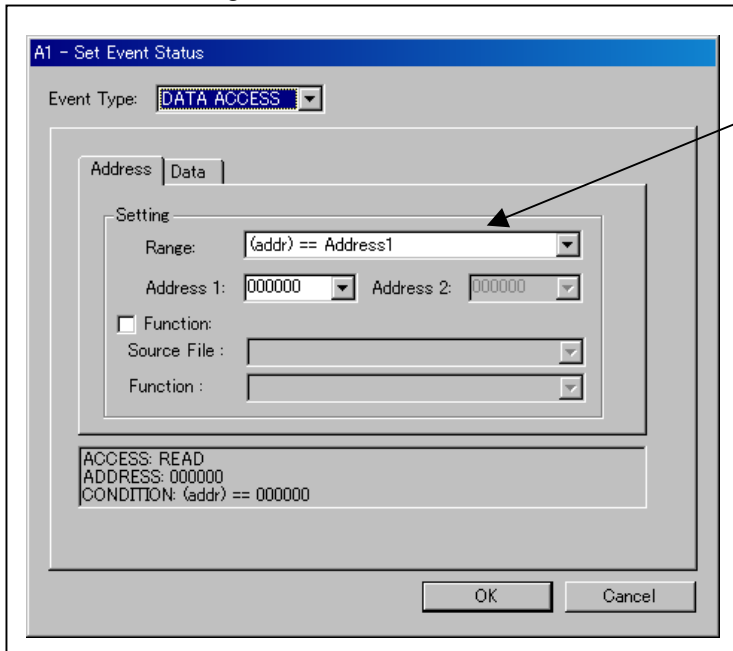 A1 - Set Event Status
Event Type: DATA ACCESS
Address Data
Setting
Range: (addr) == Address1
Address 1: 000000 Address 2: 000000
Function:
Source File :
Function :
ACCESS: READ
ADDRESS: 000000
CONDITION: (addr) == 000000
OK Cancel